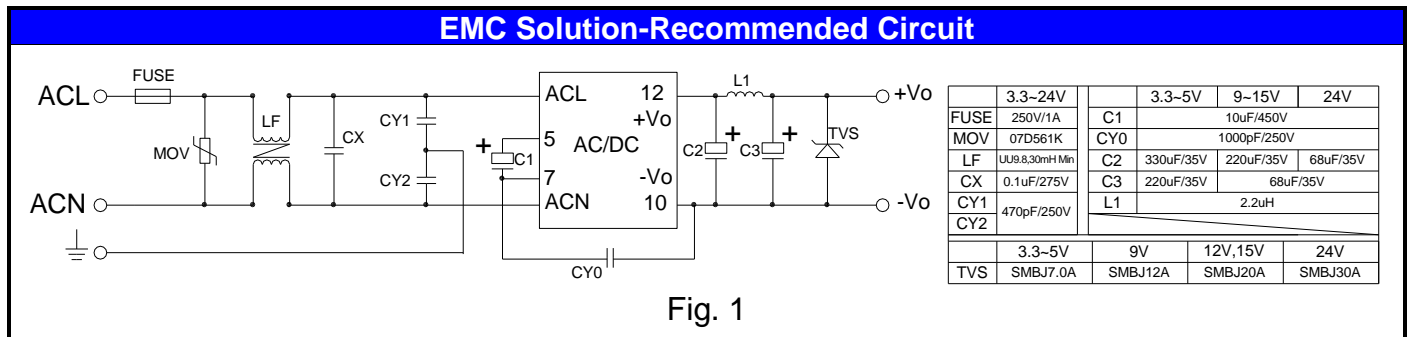 EMC Solution-Recommended Circuit
FUSE
ACL
LF
MOV
CX
CY1
CY2
ACN
ACL 12
+Vo
5 AC/DC
7 -Vo
ACN 10
+ C1
CY0
L1
+ +
C2 C3
TVS
+Vo
-Vo
3.3~24V 3.3~5V 9~15V 24V
FUSE 250V/1A C1 10uF/450V
MOV 07D561K CY0 1000pF/250V
LF UU9.8,30mH Min C2 330uF/35V 220uF/35V 68uF/35V
CX 0.1uF/275V C3 220uF/35V 68uF/35V
CY1 470pF/250V L1 2.2uH
CY2
3.3~5V 9V 12V,15V 24V
TVS SMBJ7.0A SMBJ12A SMBJ20A SMBJ30A
Fig. 1